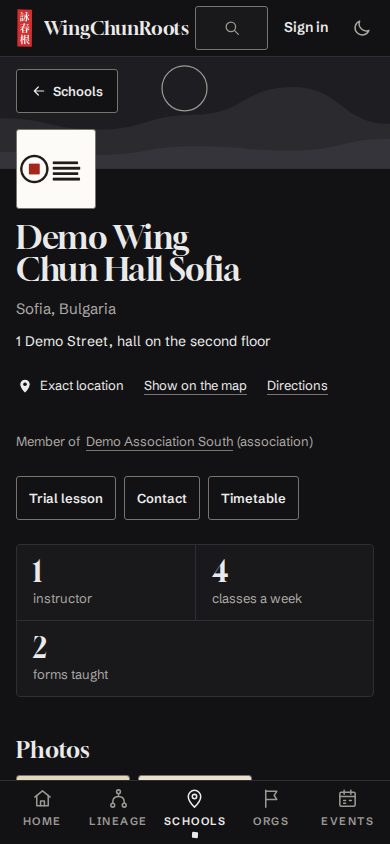 詠春根
WingChunRoots
Sign in
← Schools
Demo Wing
Chun Hall Sofia
Sofia, Bulgaria
1 Demo Street, hall on the second floor
Exact location Show on the map Directions
Member of Demo Association South (association)
Trial lesson Contact Timetable
1 4
instructor classes a week
2
forms taught
Photos
HOME LINEAGE SCHOOLS ORGS EVENTS